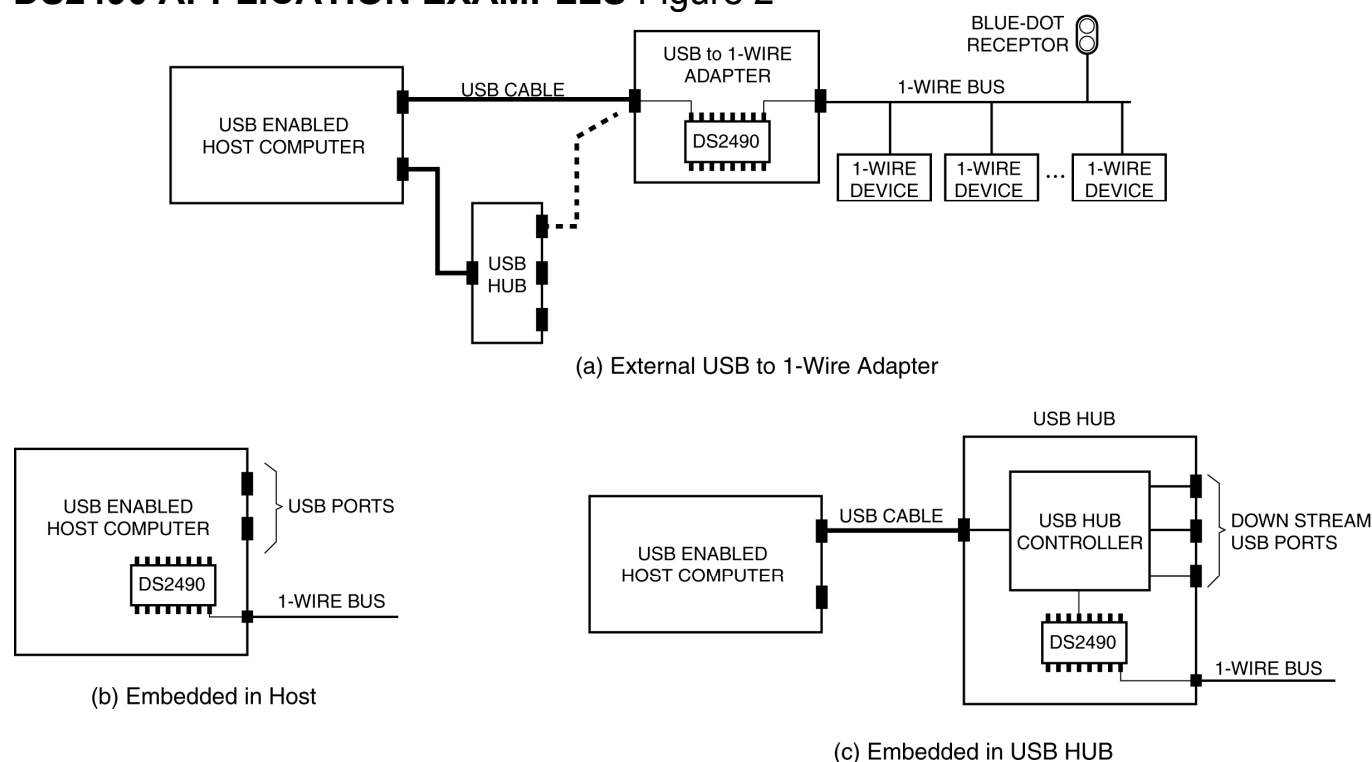 DS2490 APPLICATION EXAMPLES Figure 2
BLUE-DOT
RECEPTOR
USB to 1-WIRE
ADAPTER
USB CABLE
1-WIRE BUS
USB ENABLED
HOST COMPUTER
DS2490
1-WIRE
DEVICE
1-WIRE
DEVICE
...
1-WIRE
DEVICE
USB
HUB
(a) External USB to 1-Wire Adapter
USB ENABLED
HOST COMPUTER
USB PORTS
DS2490
1-WIRE BUS
(b) Embedded in Host
USB HUB
USB ENABLED
HOST COMPUTER
USB CABLE
USB HUB
CONTROLLER
DOWN STREAM
USB PORTS
DS2490
1-WIRE BUS
(c) Embedded in USB HUB